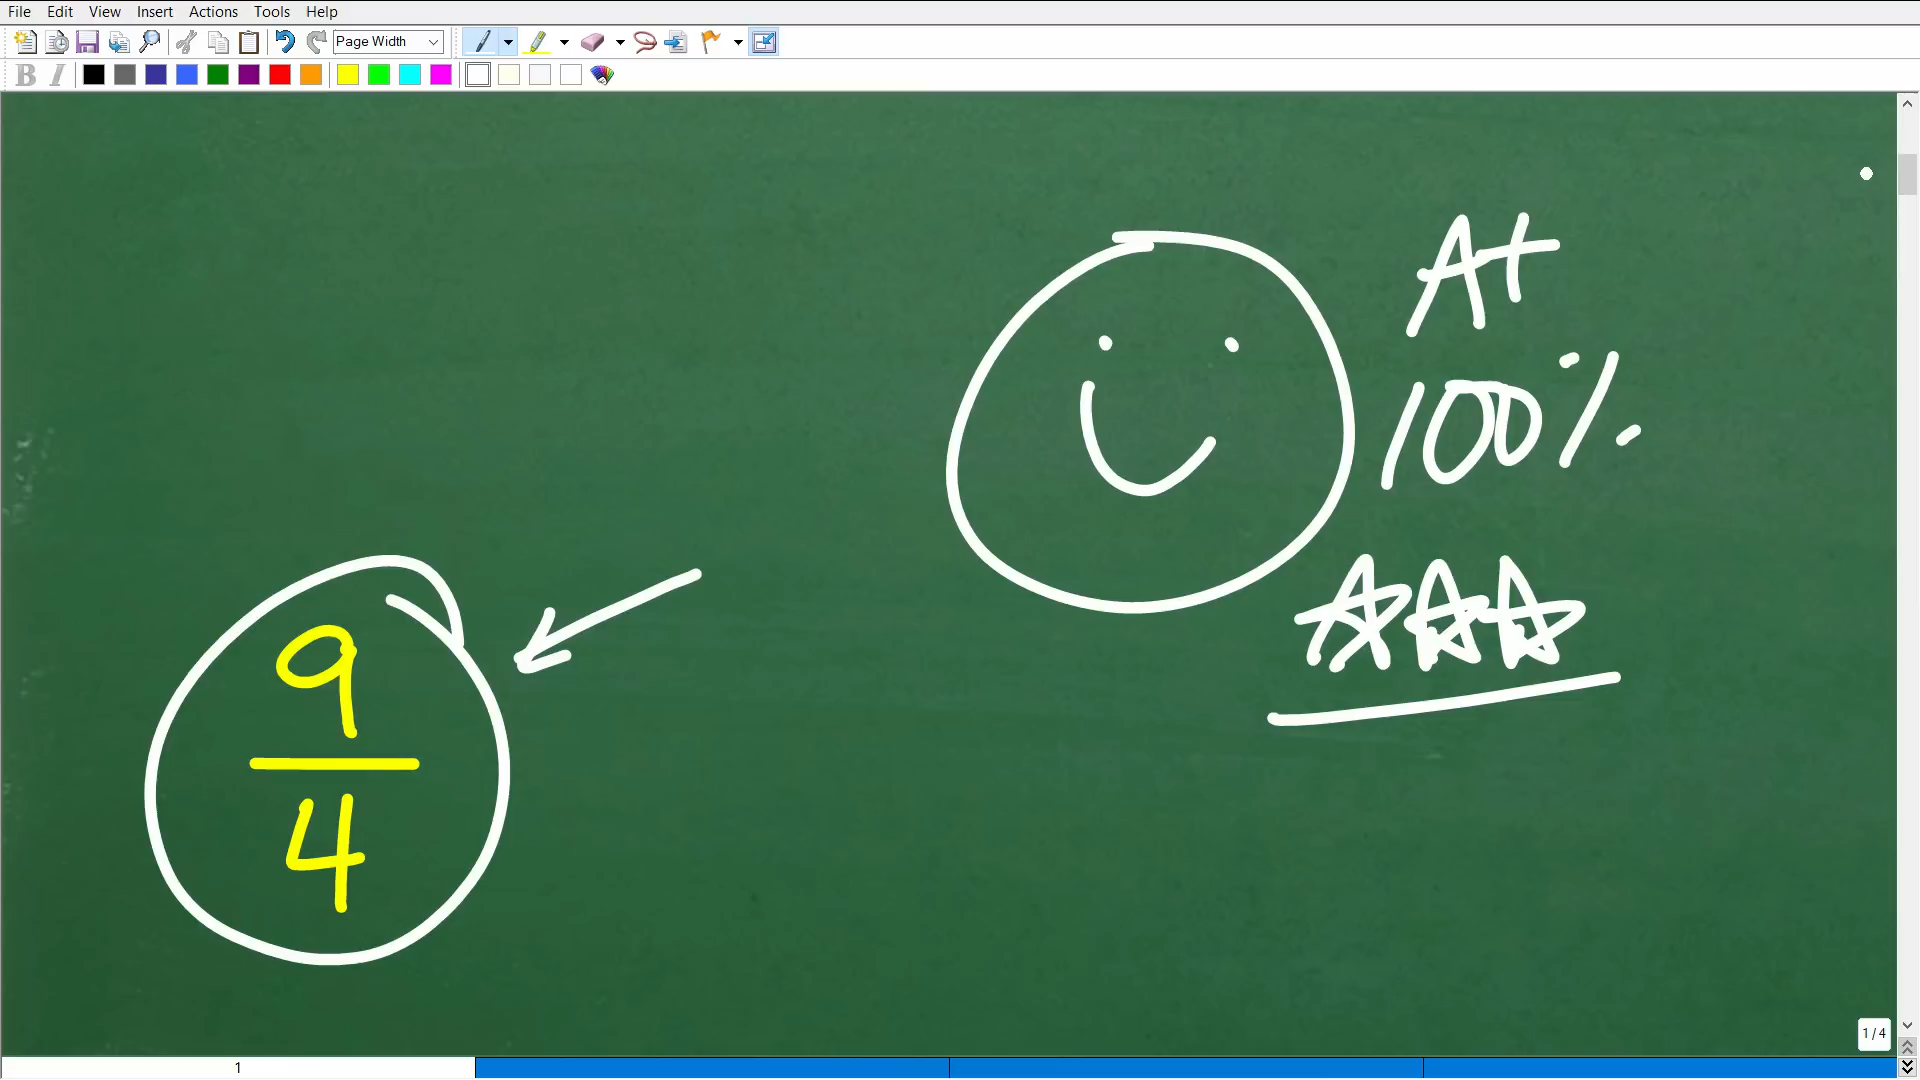 File Edit View Insert Actions Tools Help
Page Width
B I
A+
100%
9
4
1 / 4
1